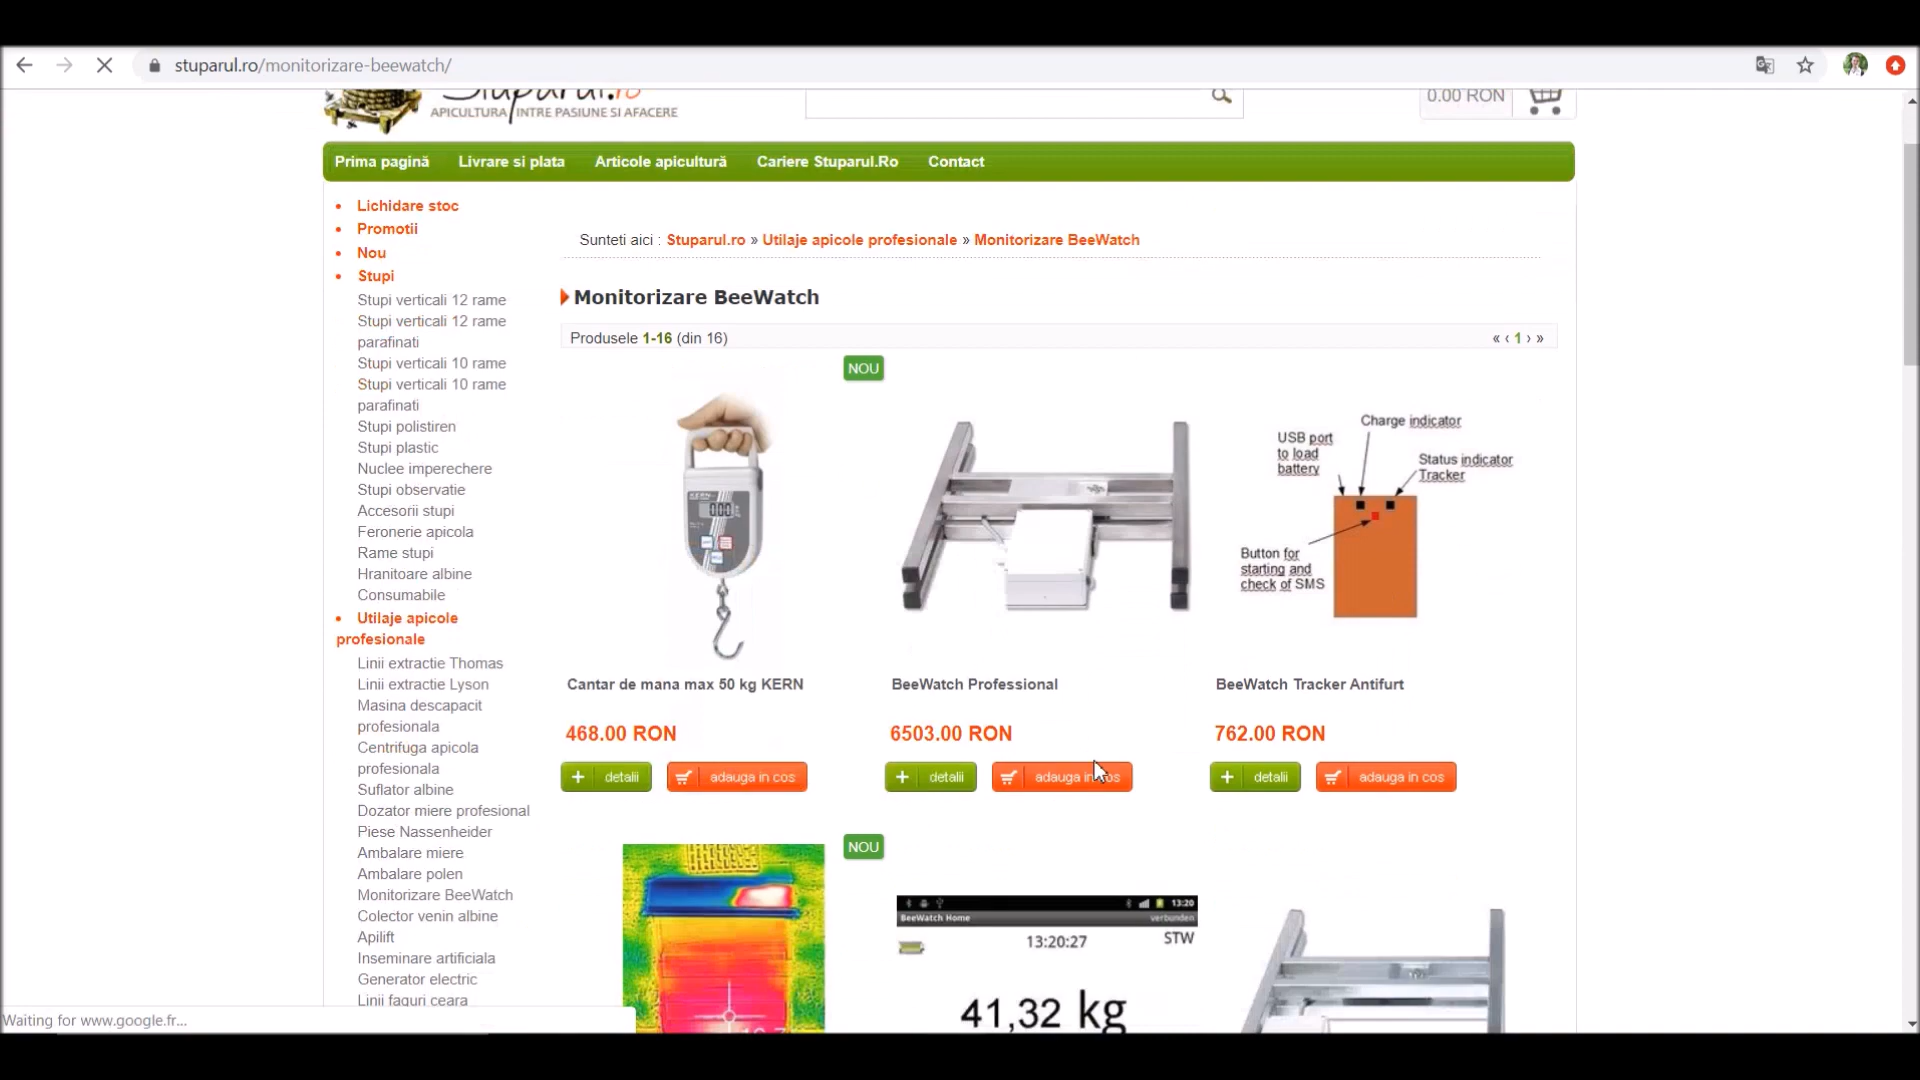 stuparul.ro/monitorizare-beewatch/
Stuparul.ro
APICULTURA INTRE PASIUNE SI AFACERE
0.00 RON
Prima pagină
Livrare si plata
Articole apicultură
Cariere Stuparul.Ro
Contact
Lichidare stoc
Promotii
Nou
Stupi
Stupi verticali 12 rame
Stupi verticali 12 rame
parafinati
Stupi verticali 10 rame
Stupi verticali 10 rame
parafinati
Stupi polistiren
Stupi plastic
Nuclee imperechere
Stupi observatie
Accesorii stupi
Feronerie apicola
Rame stupi
Hranitoare albine
Consumabile
Utilaje apicole
profesionale
Linii extractie Thomas
Linii extractie Lyson
Masina descapacit
profesionala
Centrifuga apicola
profesionala
Suflator albine
Dozator miere profesional
Piese Nassenheider
Ambalare miere
Ambalare polen
Monitorizare BeeWatch
Colector venin albine
Apilift
Inseminare artificiala
Generator electric
Linii faguri ceara
Sunteti aici : Stuparul.ro » Utilaje apicole profesionale » Monitorizare BeeWatch
Monitorizare BeeWatch
Produsele 1-16 (din 16)
« ‹ 1 › »
NOU
KERN
0.00
USB port
to load
battery
Charge indicator
Status indicator
Tracker
Button for
starting and
check of SMS
Cantar de mana max 50 kg KERN
BeeWatch Professional
BeeWatch Tracker Antifurt
468.00 RON
6503.00 RON
762.00 RON
+ detalii
adauga in cos
+ detalii
adauga in cos
+ detalii
adauga in cos
NOU
13:20
BeeWatch Home
verbunden
13:20:27
STW
41,32 kg
Waiting for www.google.fr...